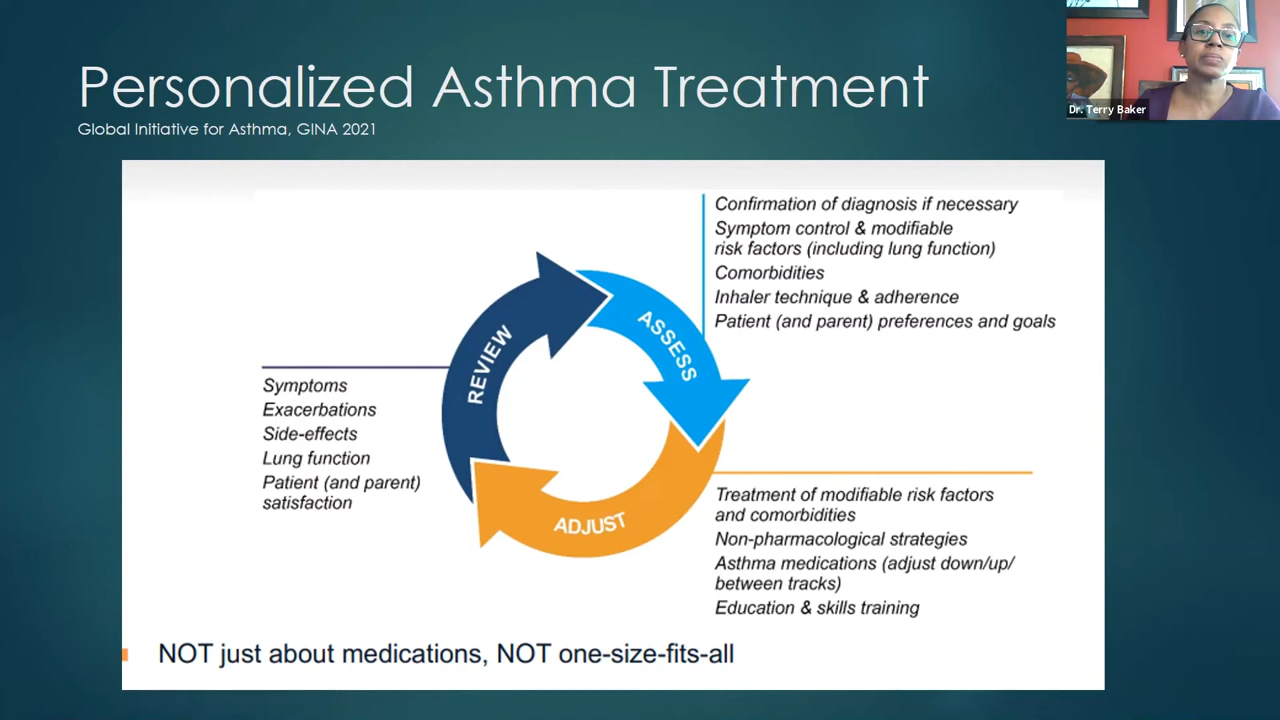 Personalized Asthma Treatment
Global Initiative for Asthma, GINA 2021
Dr. Terry Baker
Confirmation of diagnosis if necessary
Symptom control & modifiable
risk factors (including lung function)
Comorbidities
Inhaler technique & adherence
Patient (and parent) preferences and goals
REVIEW
ASSESS
ADJUST
Symptoms
Exacerbations
Side-effects
Lung function
Patient (and parent)
satisfaction
Treatment of modifiable risk factors
and comorbidities
Non-pharmacological strategies
Asthma medications (adjust down/up/
between tracks)
Education & skills training
NOT just about medications, NOT one-size-fits-all